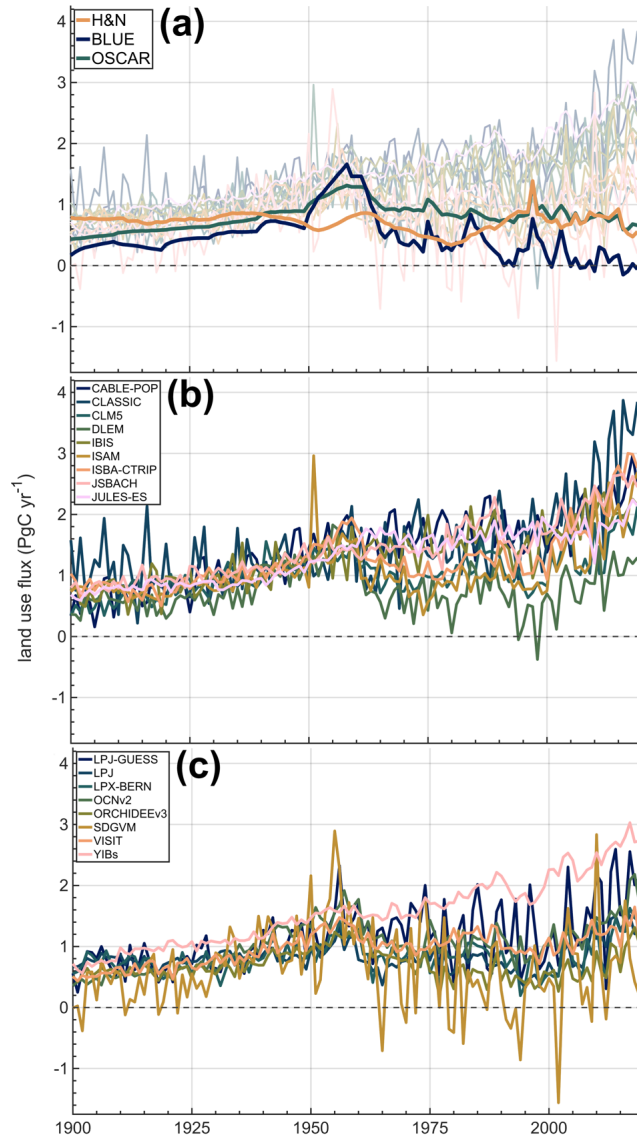 (a)
H&N
BLUE
OSCAR
4
3
2
1
0
-1
(b)
CABLE-POP
CLASSIC
CLM5
DLEM
IBIS
ISAM
ISBA-CTRIP
JSBACH
JULES-ES
4
3
2
1
0
-1
land use flux (PgC yr⁻¹)
(c)
LPJ-GUESS
LPJ
LPX-BERN
OCNv2
ORCHIDEEv3
SDGVM
VISIT
YIBs
4
3
2
1
0
-1
1900 1925 1950 1975 2000